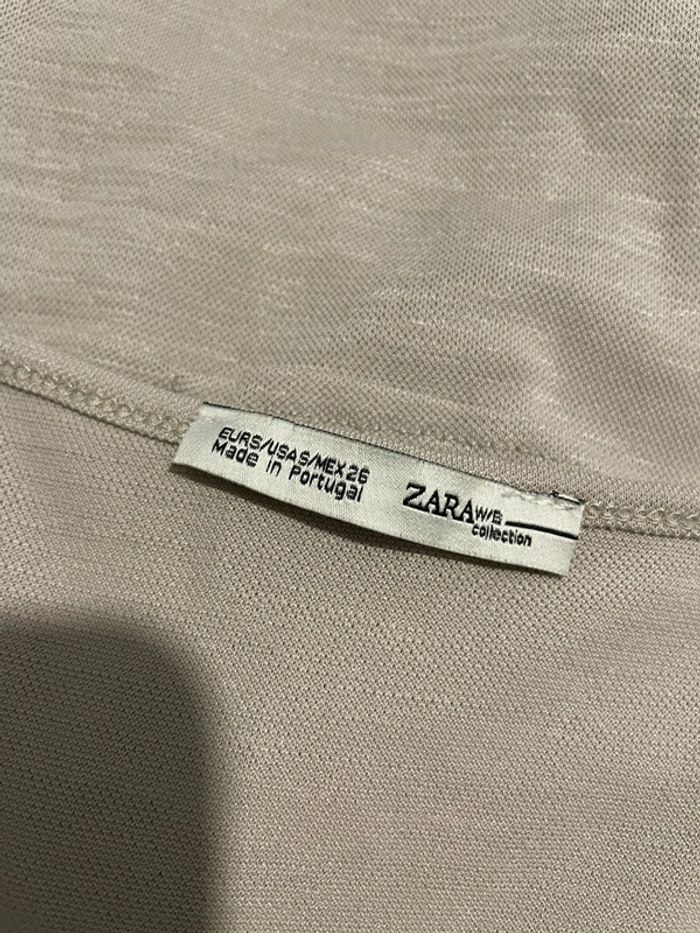 EUR S/USA S/MEX 26
Made in Portugal
ZARA W/B
collection